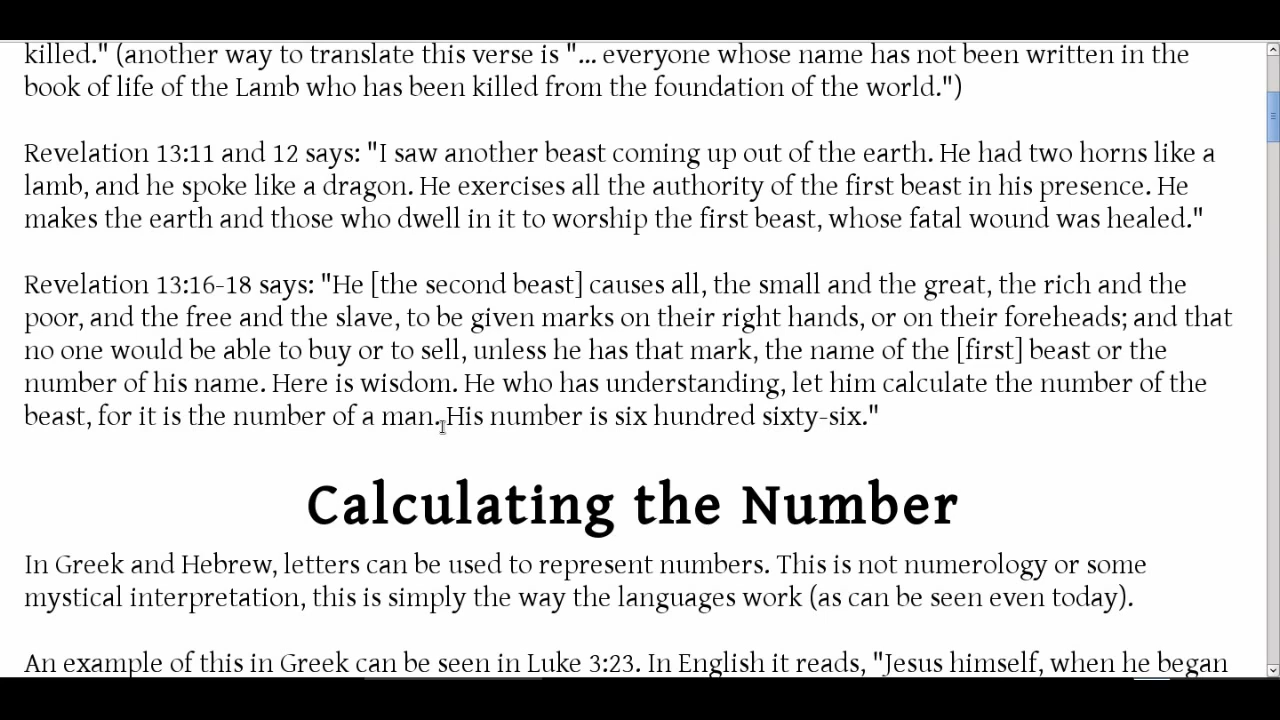 killed." (another way to translate this verse is "... everyone whose name has not been written in the
book of life of the Lamb who has been killed from the foundation of the world.")
Revelation 13:11 and 12 says: "I saw another beast coming up out of the earth. He had two horns like a
lamb, and he spoke like a dragon. He exercises all the authority of the first beast in his presence. He
makes the earth and those who dwell in it to worship the first beast, whose fatal wound was healed."
Revelation 13:16-18 says: "He [the second beast] causes all, the small and the great, the rich and the
poor, and the free and the slave, to be given marks on their right hands, or on their foreheads; and that
no one would be able to buy or to sell, unless he has that mark, the name of the [first] beast or the
number of his name. Here is wisdom. He who has understanding, let him calculate the number of the
beast, for it is the number of a man. His number is six hundred sixty-six."
Calculating the Number
In Greek and Hebrew, letters can be used to represent numbers. This is not numerology or some
mystical interpretation, this is simply the way the languages work (as can be seen even today).
An example of this in Greek can be seen in Luke 3:23. In English it reads, "Jesus himself, when he began